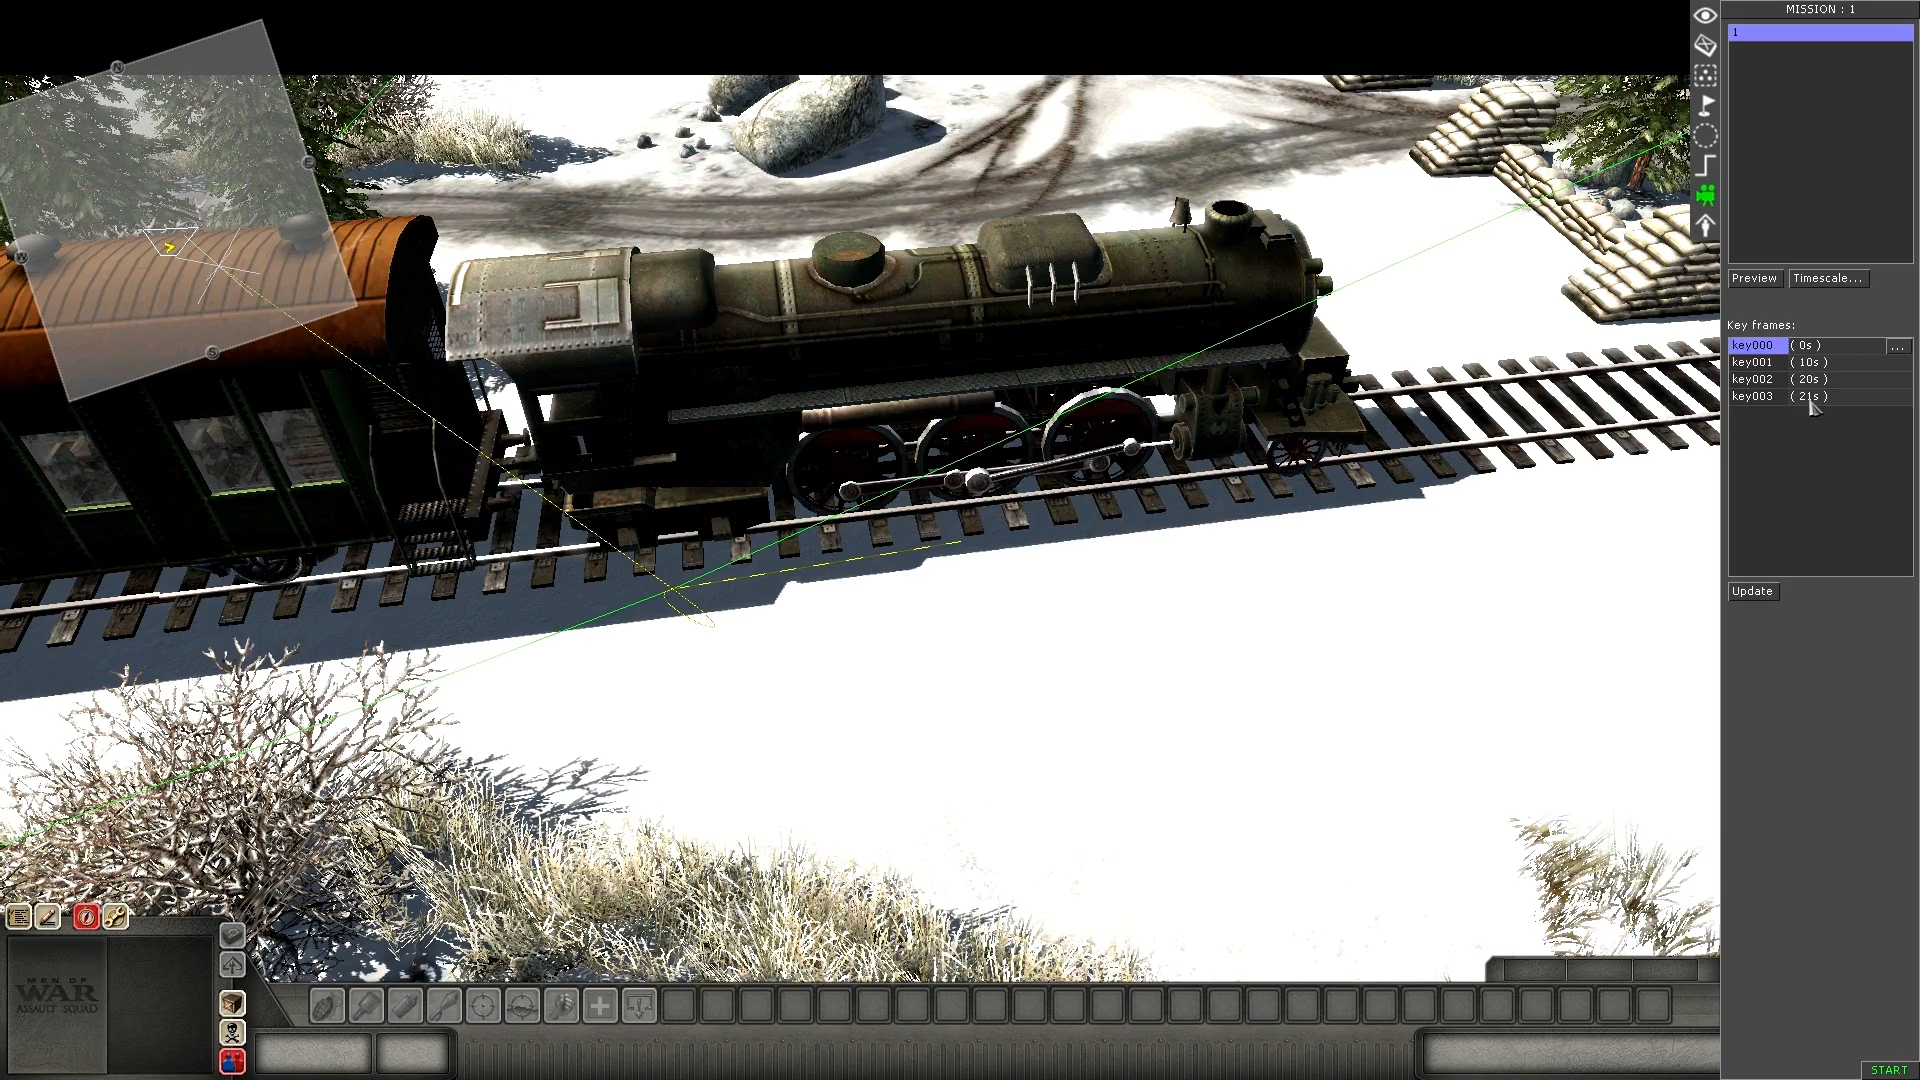 MISSION : 1
1
Preview
Timescale...
Key frames:
key000 ( 0s )
...
key001 ( 10s )
key002 ( 20s )
key003 ( 21s )
Update
N
E
W
S
>
MEN OF
WAR
ASSAULT SQUAD
START